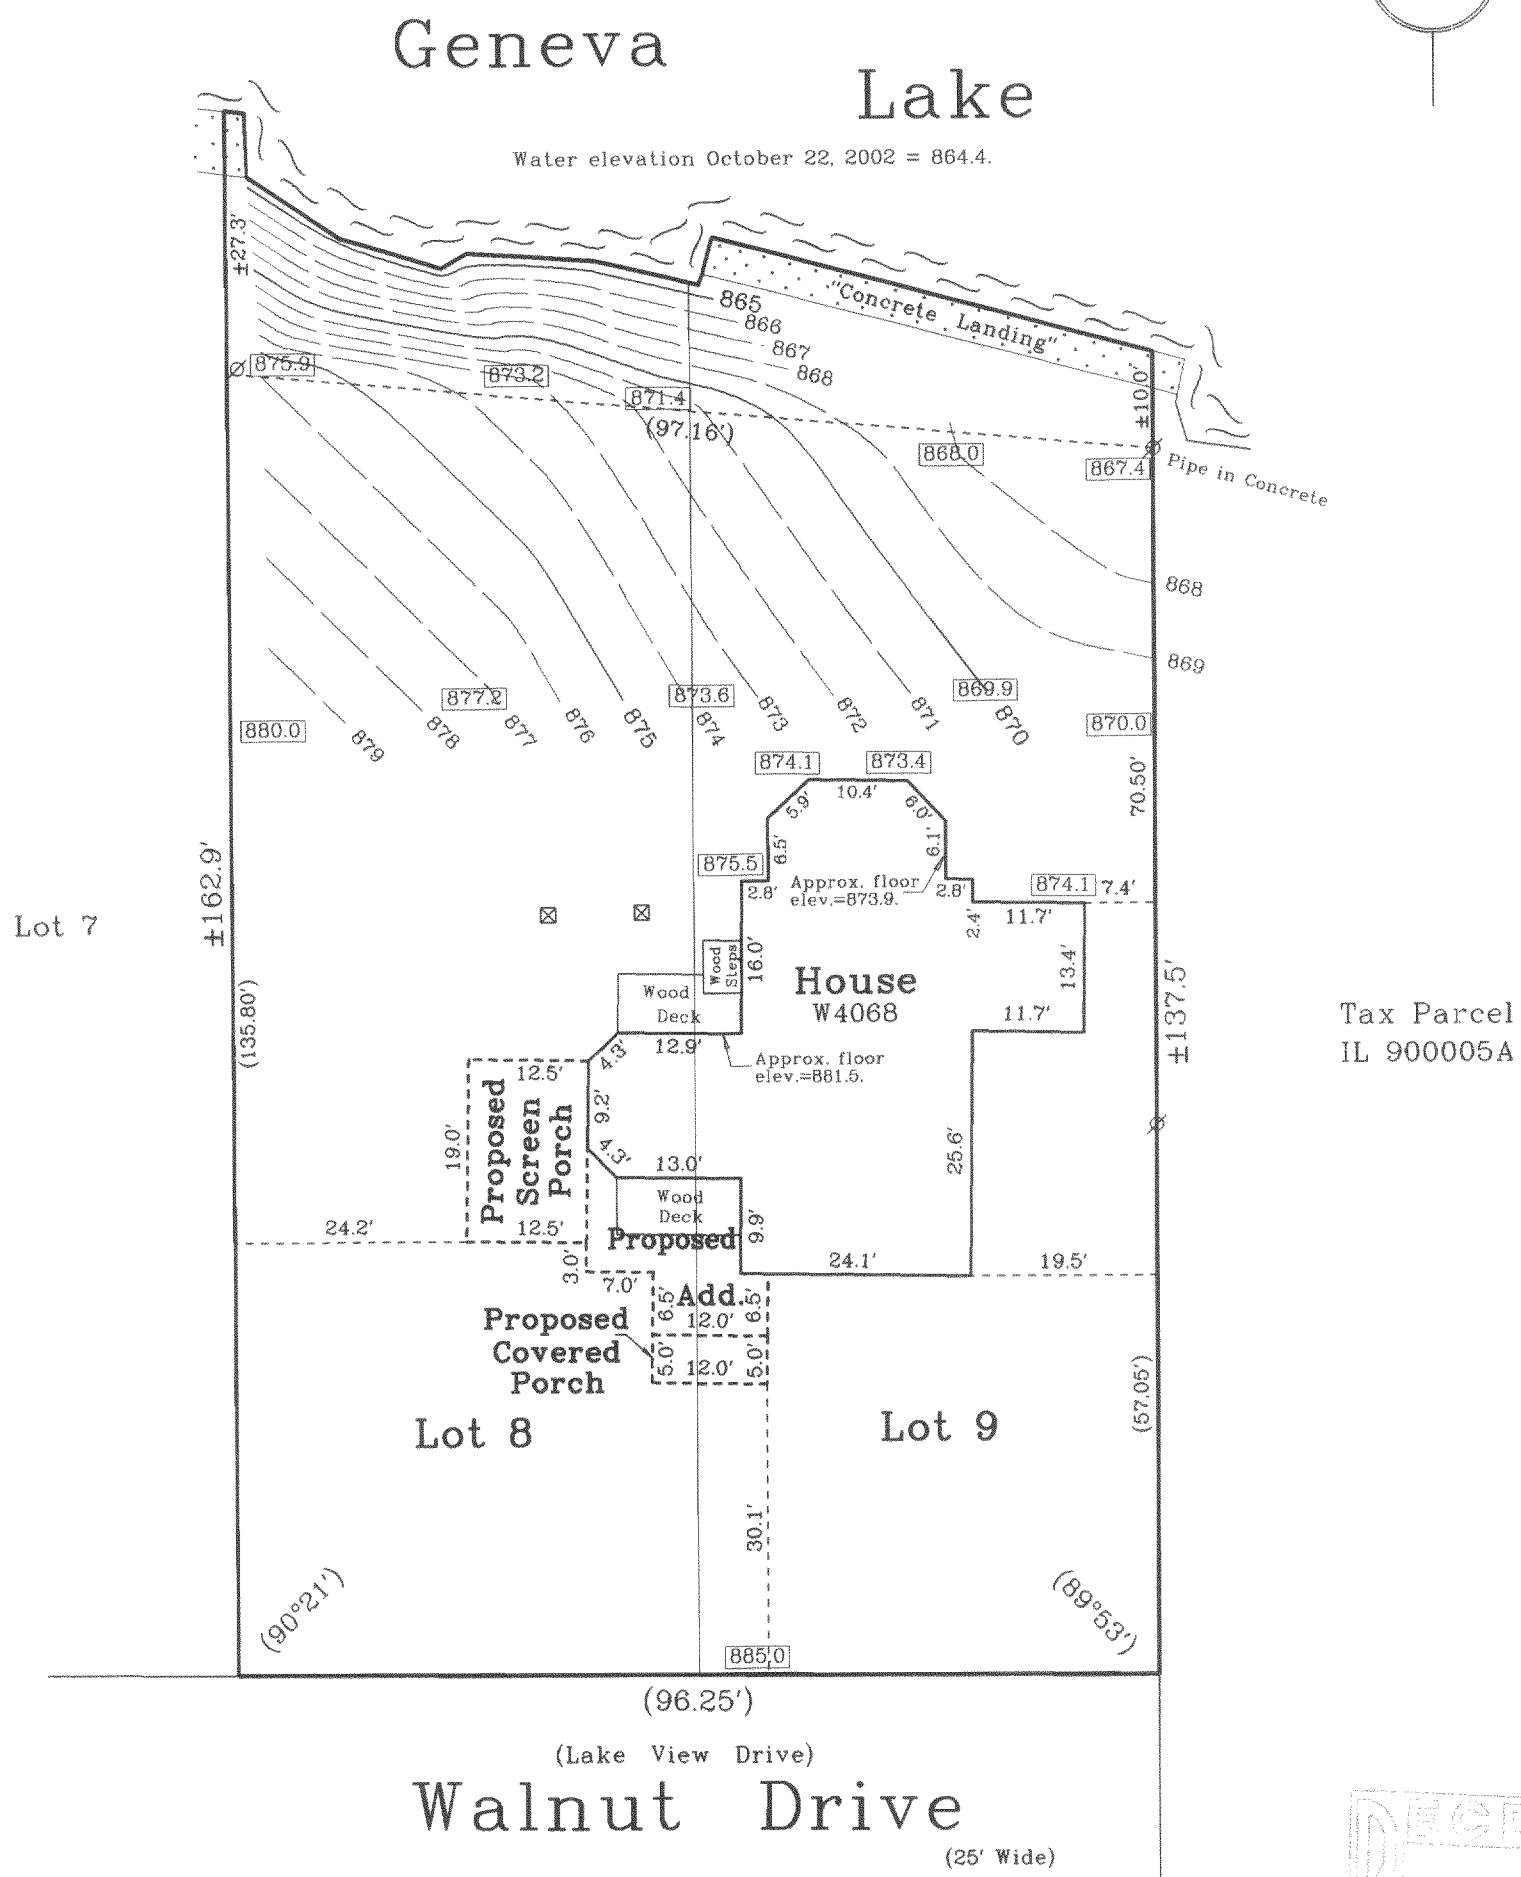 Geneva
Lake
Water elevation October 22, 2002 = 864.4.
±27.3'
"Concrete Landing"
865
866
867
868
±10.0'
875.9
873.2
871.4
(97.16')
868.0
867.4
Pipe in Concrete
868
869
877.2
873.6
869.9
880.0
879
878
877
876
875
874
873
872
871
870
870.0
70.50'
874.1
873.4
10.4'
5.9'
6.0'
6.5'
6.1'
875.5
2.8'
Approx. floor
elev.=873.9.
2.8'
874.1
7.4'
11.7'
2.4'
±162.9'
Lot 7
Wood
Steps
16.0'
House
W4068
13.4'
11.7'
±137.5'
Tax Parcel
IL 900005A
(135.80')
Wood
Deck
12.9'
4.3'
Approx. floor
elev.=881.5.
12.5'
Proposed
Screen
Porch
19.0'
9.2'
4.3'
13.0'
25.6'
Wood
Deck
9.9'
24.2'
12.5'
Proposed
Add.
3.0'
7.0'
24.1'
19.5'
6.5'
12.0'
6.5'
Proposed
Covered
Porch
5.0'
12.0'
5.0'
(57.05')
Lot 8
Lot 9
30.1'
(90°21')
(89°53')
885.0
(96.25')
(Lake View Drive)
Walnut Drive
(25' Wide)